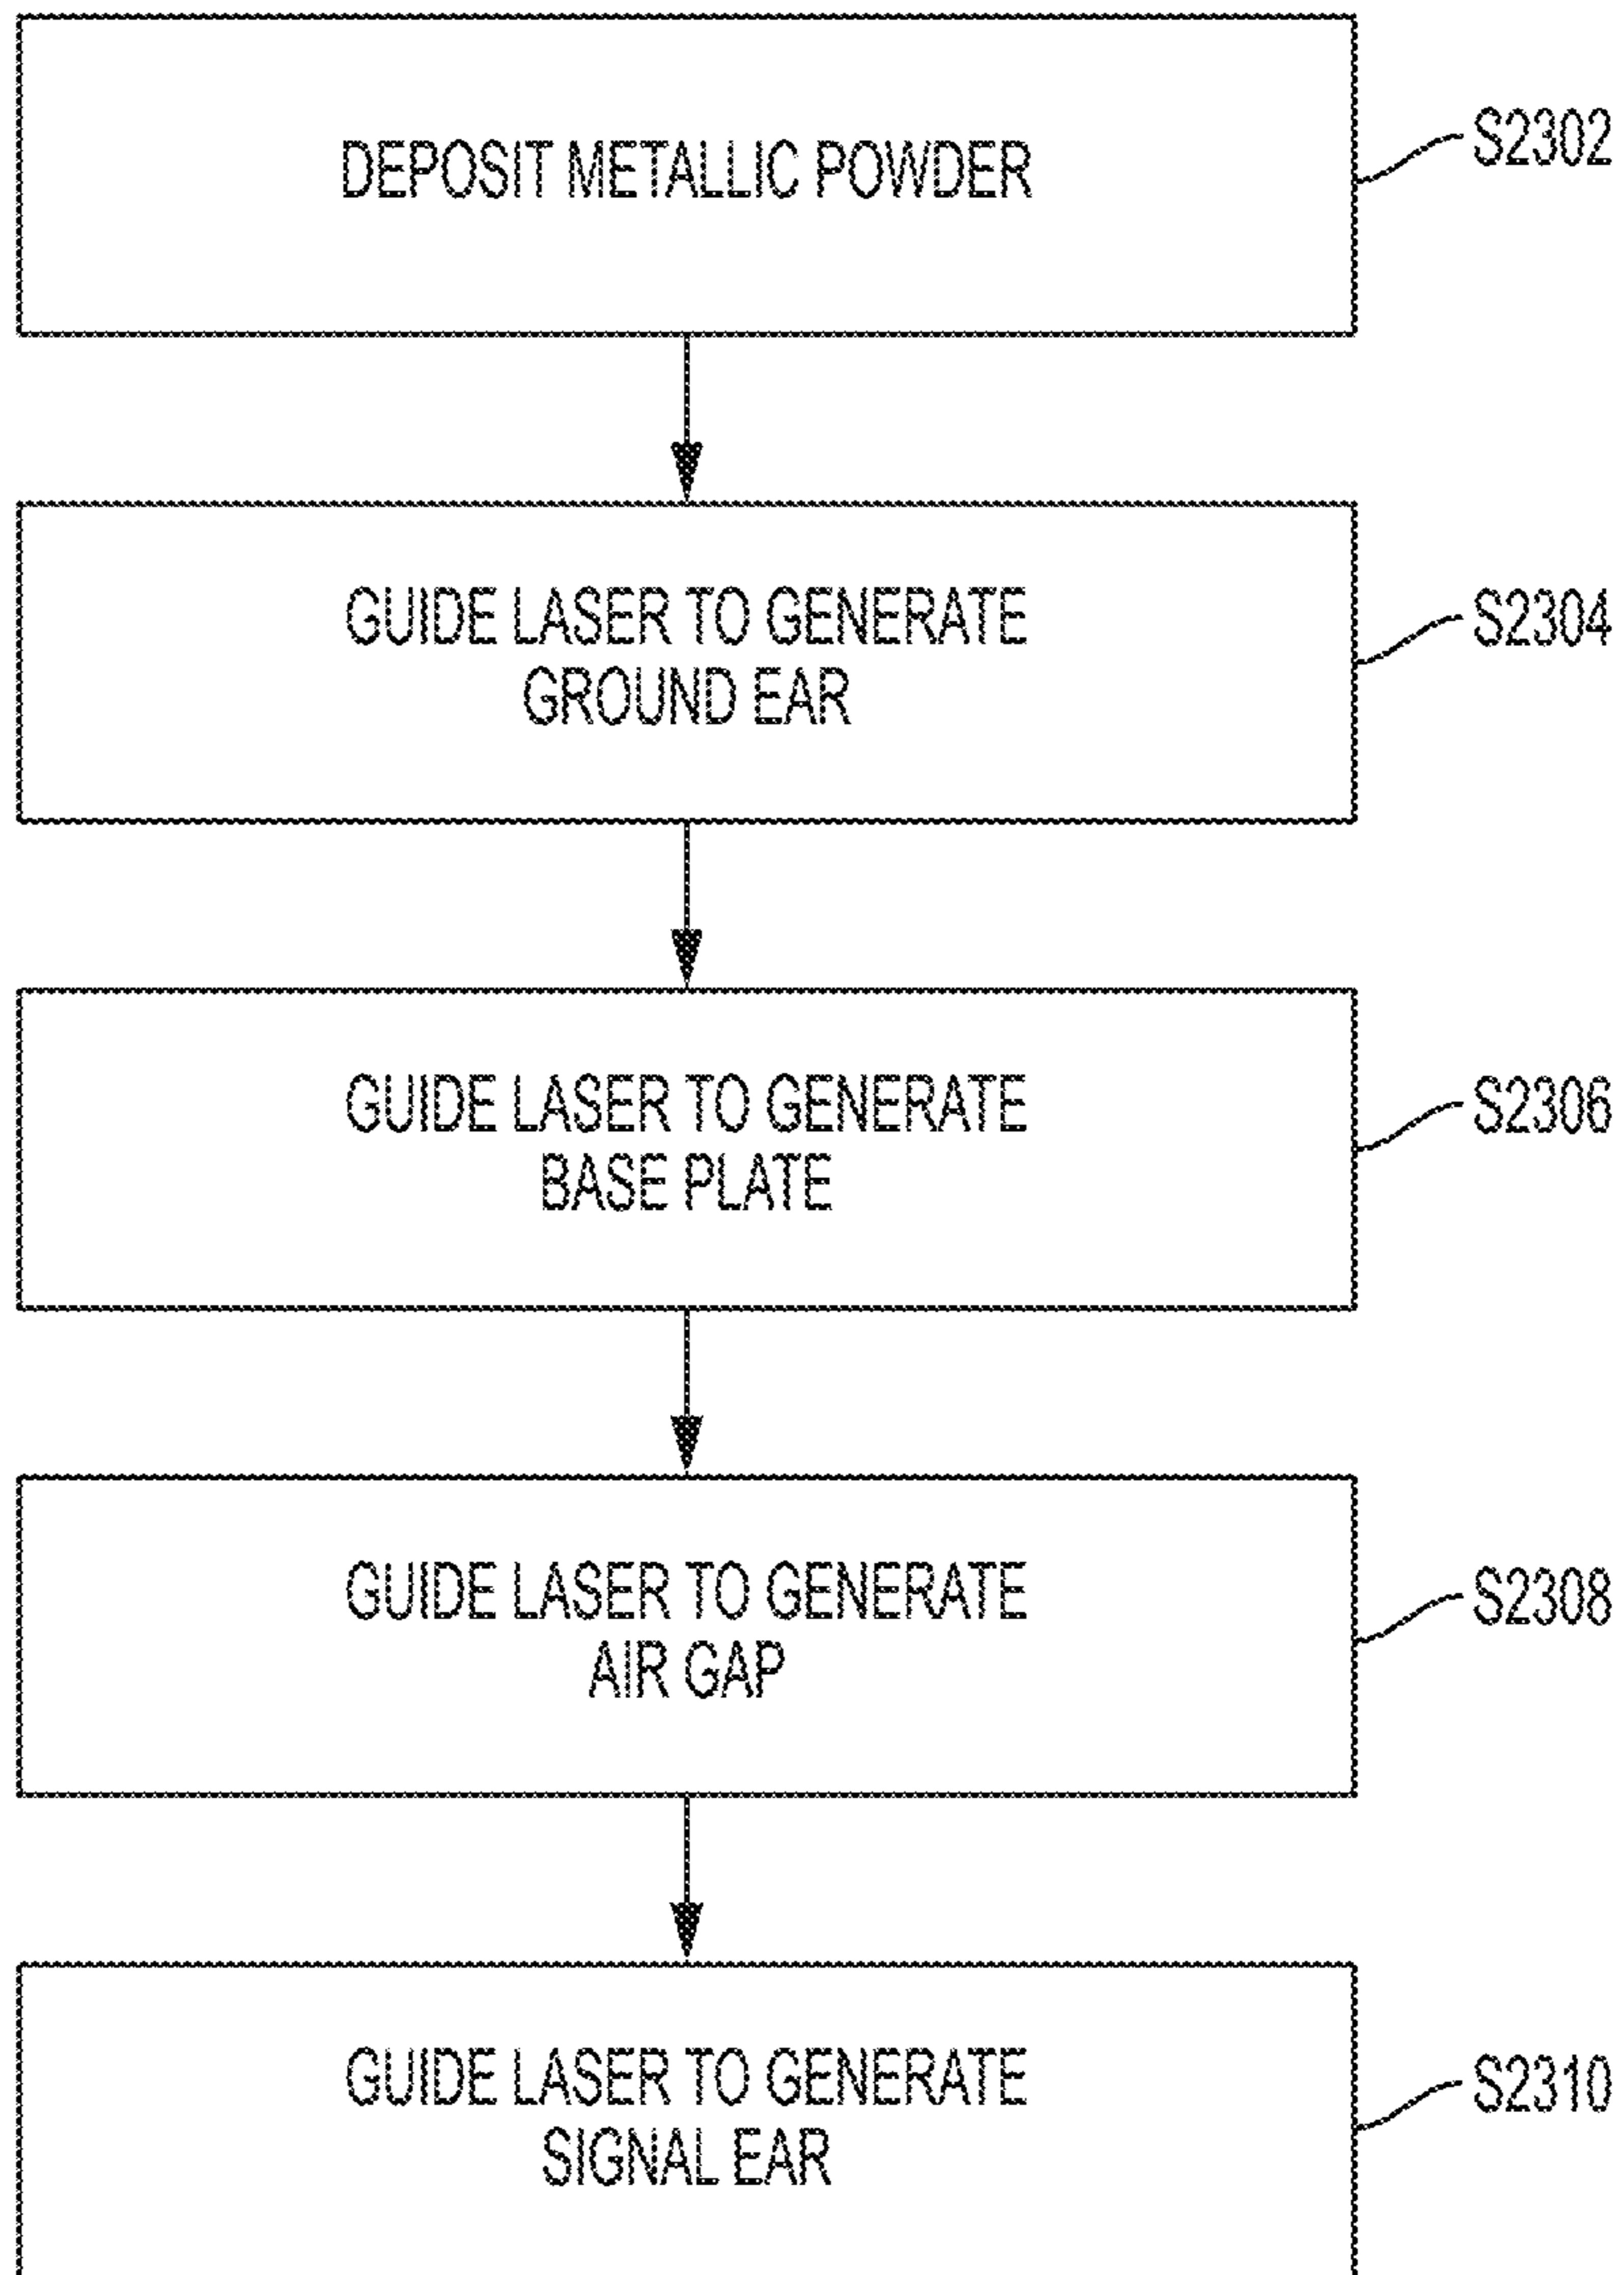 DEPOSIT METALLIC POWDER
S2302
GUIDE LASER TO GENERATE
GROUND EAR
S2304
GUIDE LASER TO GENERATE
BASE PLATE
S2306
GUIDE LASER TO GENERATE
AIR GAP
S2308
GUIDE LASER TO GENERATE
SIGNAL EAR
S2310